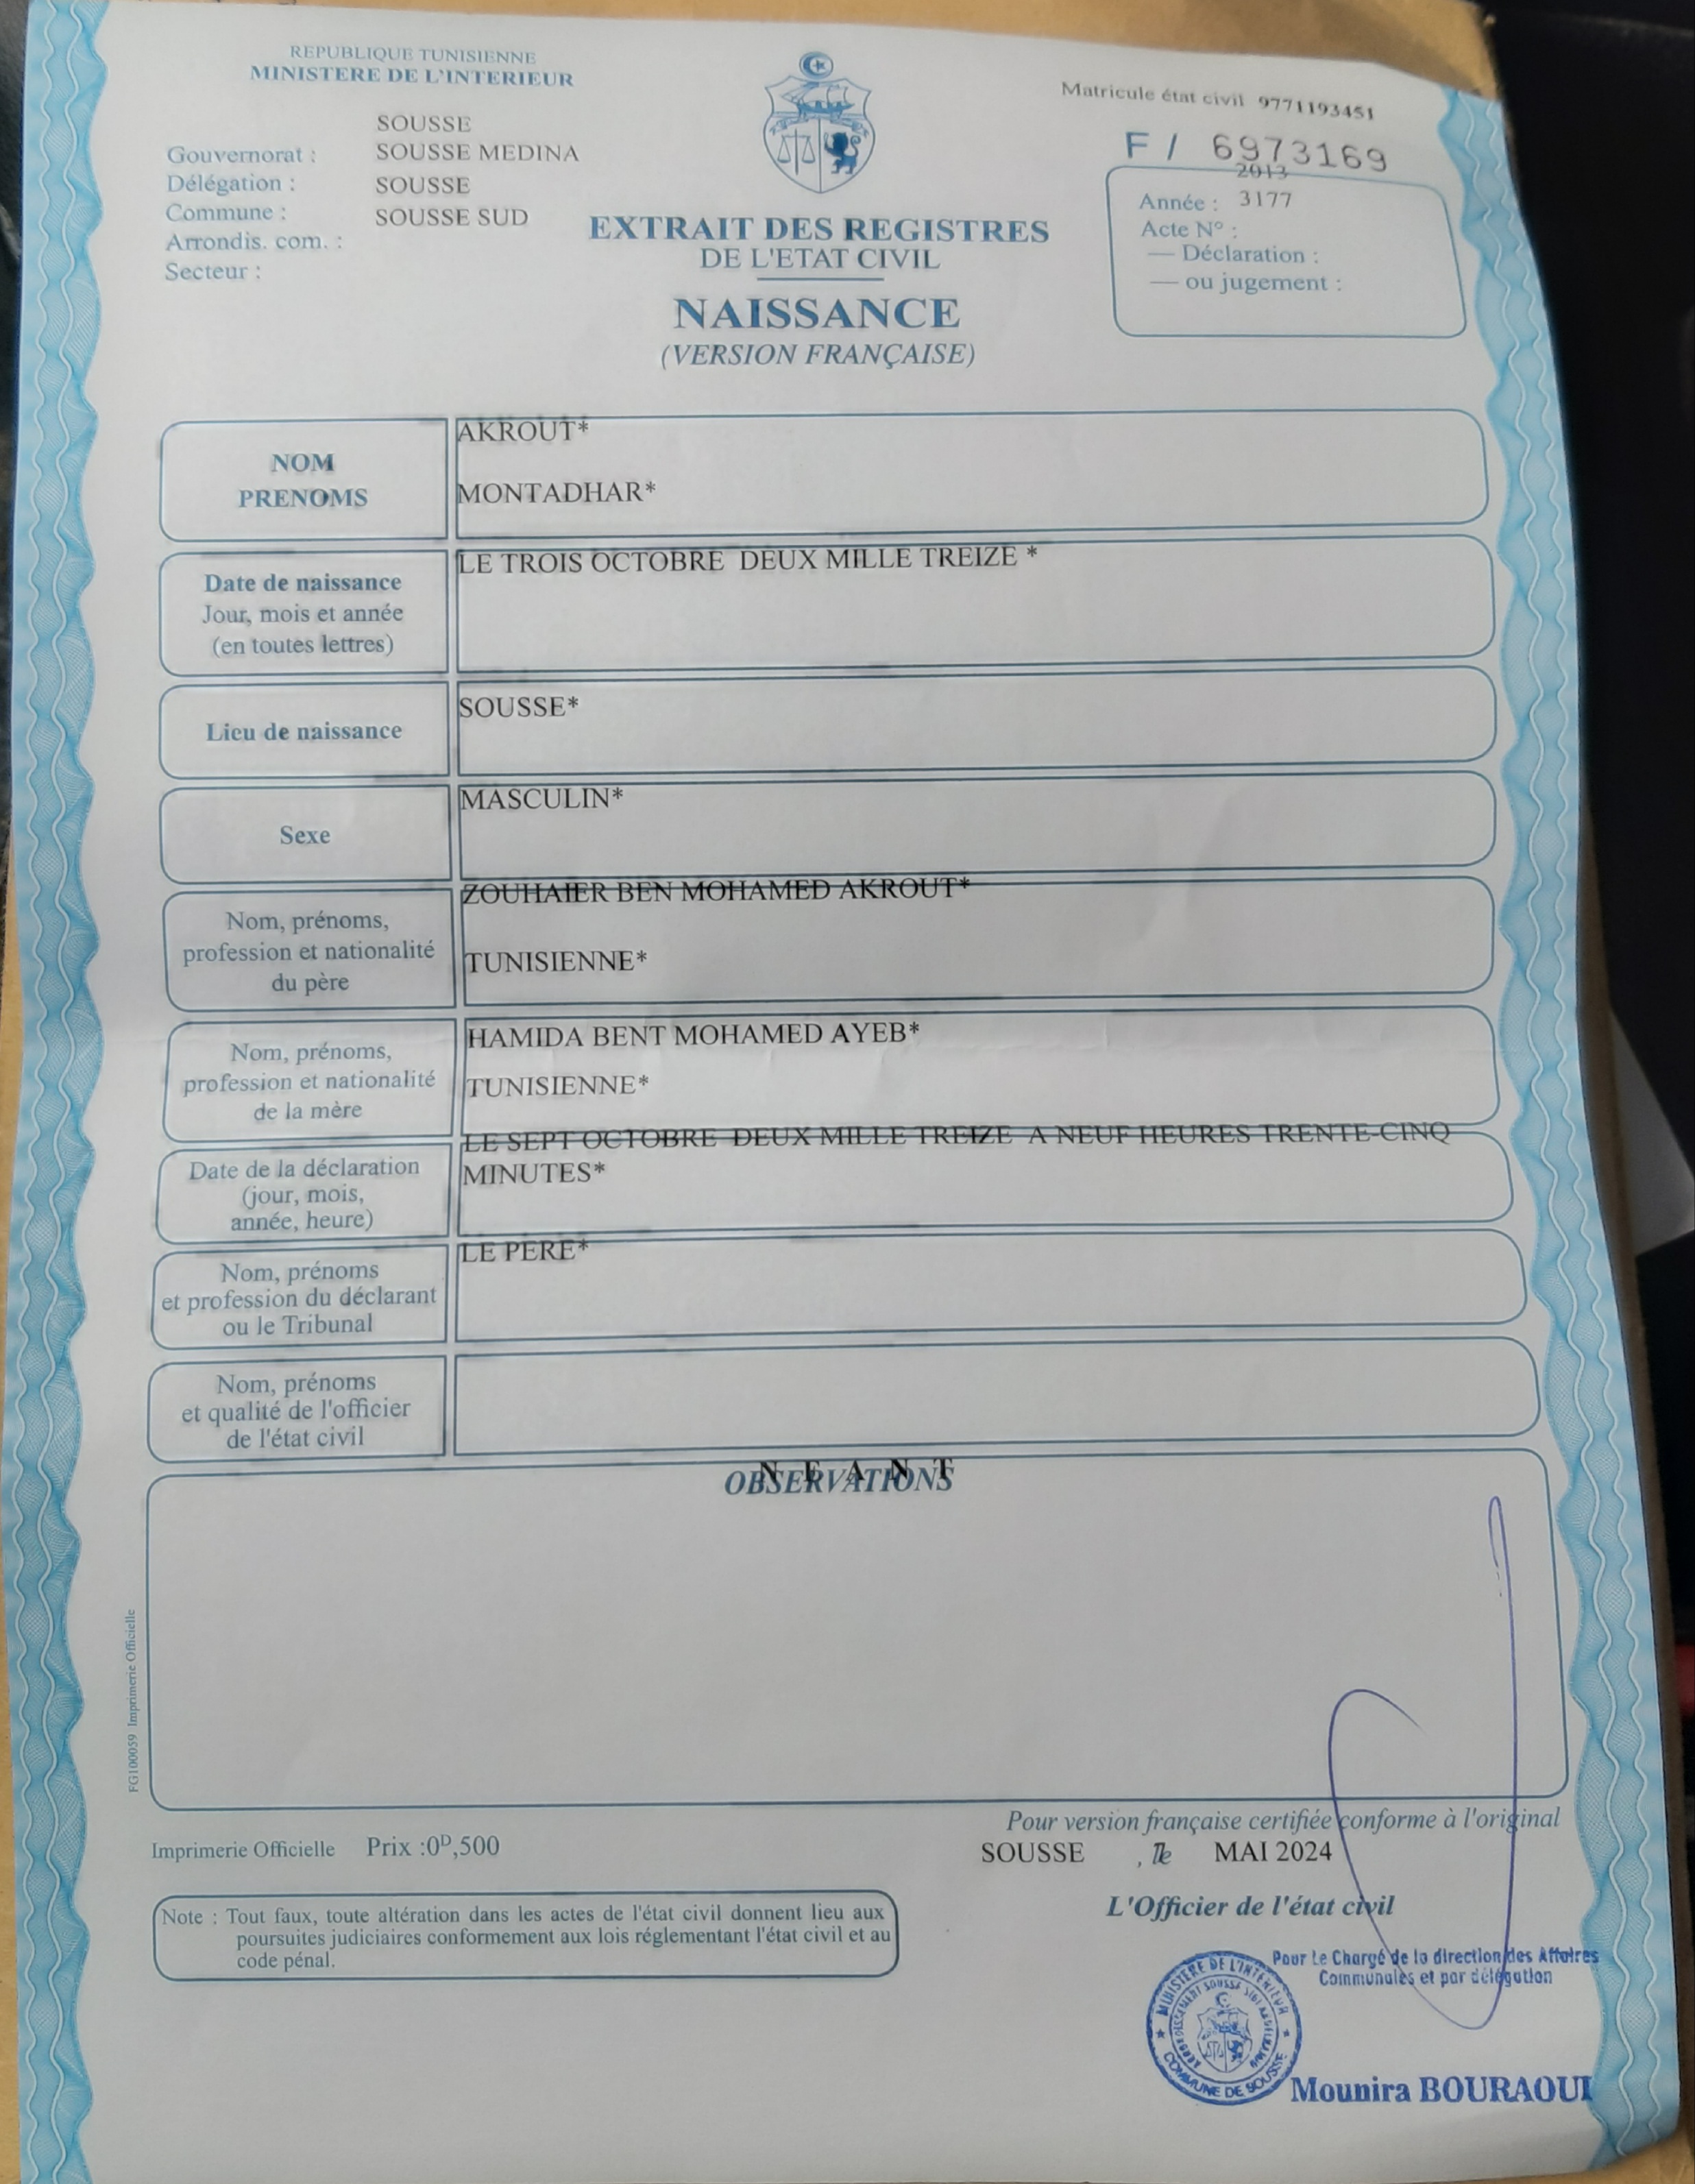 REPUBLIQUE TUNISIENNE
MINISTERE DE L'INTERIEUR
Matricule état civil 9771193451
F / 6973169
SOUSSE
Gouvernorat : SOUSSE MEDINA
Délégation : SOUSSE
Commune : SOUSSE SUD
Arrondis. com. :
Secteur :
2013
Année : 3177
Acte N° :
— Déclaration :
— ou jugement :
EXTRAIT DES REGISTRES
DE L'ETAT CIVIL
NAISSANCE
(VERSION FRANÇAISE)
NOM
PRENOMS
AKROUT*
MONTADHAR*
Date de naissance
Jour, mois et année
(en toutes lettres)
LE TROIS OCTOBRE DEUX MILLE TREIZE *
Lieu de naissance
SOUSSE*
Sexe
MASCULIN*
Nom, prénoms,
profession et nationalité
du père
ZOUHAIER BEN MOHAMED AKROUT*
TUNISIENNE*
Nom, prénoms,
profession et nationalité
de la mère
HAMIDA BENT MOHAMED AYEB*
TUNISIENNE*
Date de la déclaration
(jour, mois,
année, heure)
LE SEPT OCTOBRE DEUX MILLE TREIZE A NEUF HEURES TRENTE-CINQ
MINUTES*
Nom, prénoms
et profession du déclarant
ou le Tribunal
LE PERE*
Nom, prénoms
et qualité de l'officier
de l'état civil
N E A N T
OBSERVATIONS
FG100059 Imprimerie Officielle
Pour version française certifiée conforme à l'original
Imprimerie Officielle Prix :0ᴰ,500
SOUSSE , le MAI 2024
L'Officier de l'état civil
Note : Tout faux, toute altération dans les actes de l'état civil donnent lieu aux
poursuites judiciaires conformement aux lois réglementant l'état civil et au
code pénal.
Pour Le Chargé de la direction des Affaires
Communales et par délégation
MINISTERE DE L'INTERIEUR
COMMUNE DE SOUSSE
Mounira BOURAOUI